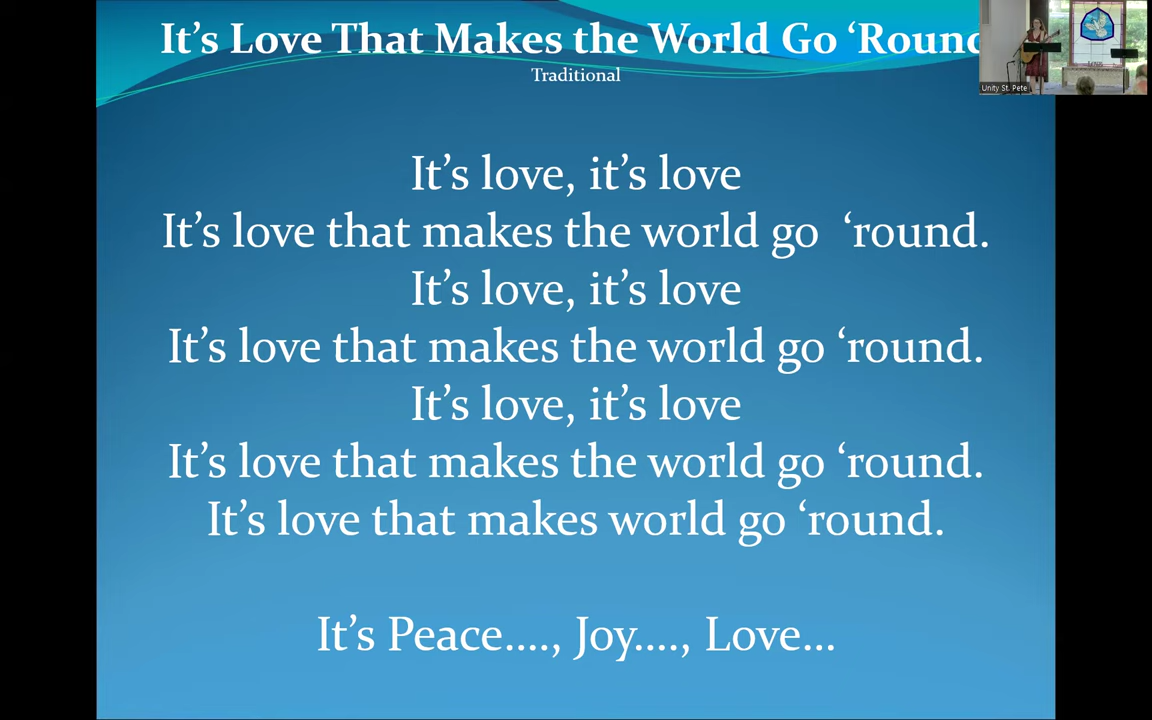 It’s Love That Makes the World Go ‘Round
Traditional
Unity St. Pete
It’s love, it’s love
It’s love that makes the world go  ‘round.
It’s love, it’s love
It’s love that makes the world go ‘round.
It’s love, it’s love
It’s love that makes the world go ‘round.
It’s love that makes world go ‘round.
It’s Peace...., Joy...., Love...